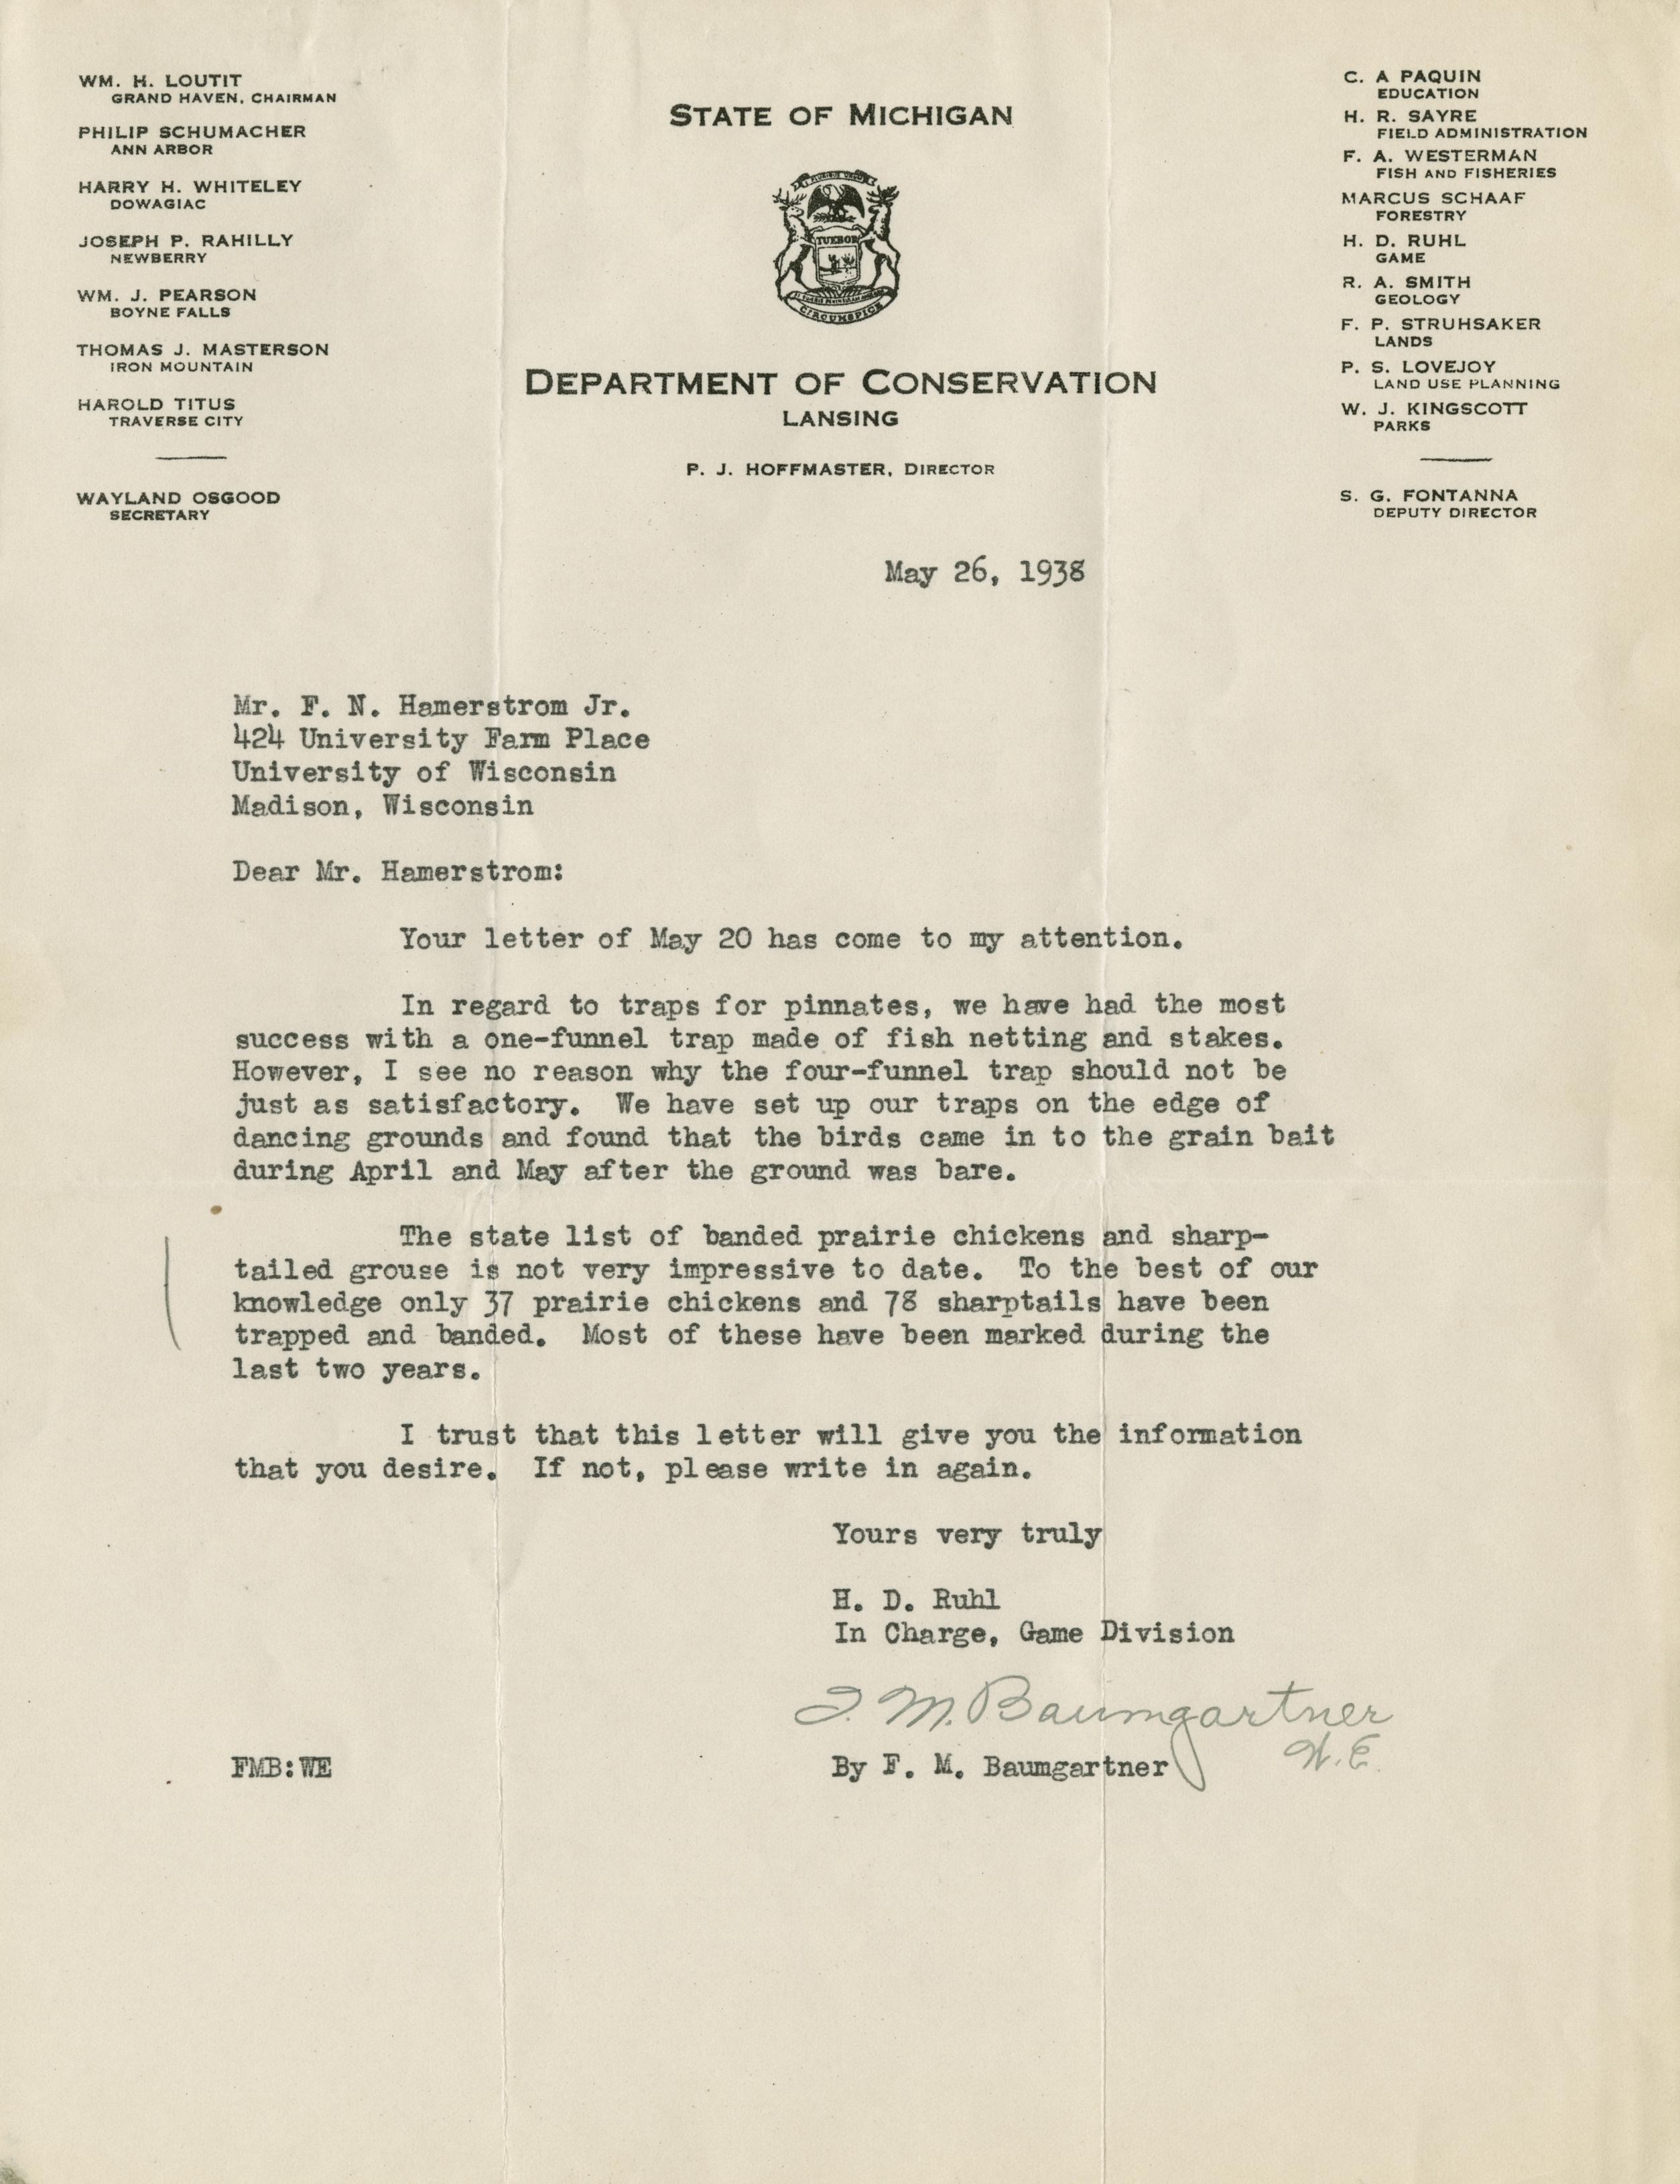 WM. H. LOUTIT
GRAND HAVEN, CHAIRMAN
PHILIP SCHUMACHER
ANN ARBOR
HARRY H. WHITELEY
DOWAGIAC
JOSEPH P. RAHILLY
NEWBERRY
WM. J. PEARSON
BOYNE FALLS
THOMAS J. MASTERSON
IRON MOUNTAIN
HAROLD TITUS
TRAVERSE CITY
WAYLAND OSGOOD
SECRETARY
STATE OF MICHIGAN
TUEBOR
CIRCUMSPICE
DEPARTMENT OF CONSERVATION
LANSING
P. J. HOFFMASTER, DIRECTOR
C. A PAQUIN
EDUCATION
H. R. SAYRE
FIELD ADMINISTRATION
F. A. WESTERMAN
FISH AND FISHERIES
MARCUS SCHAAF
FORESTRY
H. D. RUHL
GAME
R. A. SMITH
GEOLOGY
F. P. STRUHSAKER
LANDS
P. S. LOVEJOY
LAND USE PLANNING
W. J. KINGSCOTT
PARKS
S. G. FONTANNA
DEPUTY DIRECTOR
May 26, 1938
Mr. F. N. Hamerstrom Jr.
424 University Farm Place
University of Wisconsin
Madison, Wisconsin
Dear Mr. Hamerstrom:
Your letter of May 20 has come to my attention.
In regard to traps for pinnates, we have had the most
success with a one-funnel trap made of fish netting and stakes.
However, I see no reason why the four-funnel trap should not be
just as satisfactory. We have set up our traps on the edge of
dancing grounds and found that the birds came in to the grain bait
during April and May after the ground was bare.
The state list of banded prairie chickens and sharp-
tailed grouse is not very impressive to date. To the best of our
knowledge only 37 prairie chickens and 78 sharptails have been
trapped and banded. Most of these have been marked during the
last two years.
I trust that this letter will give you the information
that you desire. If not, please write in again.
Yours very truly
H. D. Ruhl
In Charge, Game Division
F. M. Baumgartner
W.E.
FMB:WE
By F. M. Baumgartner